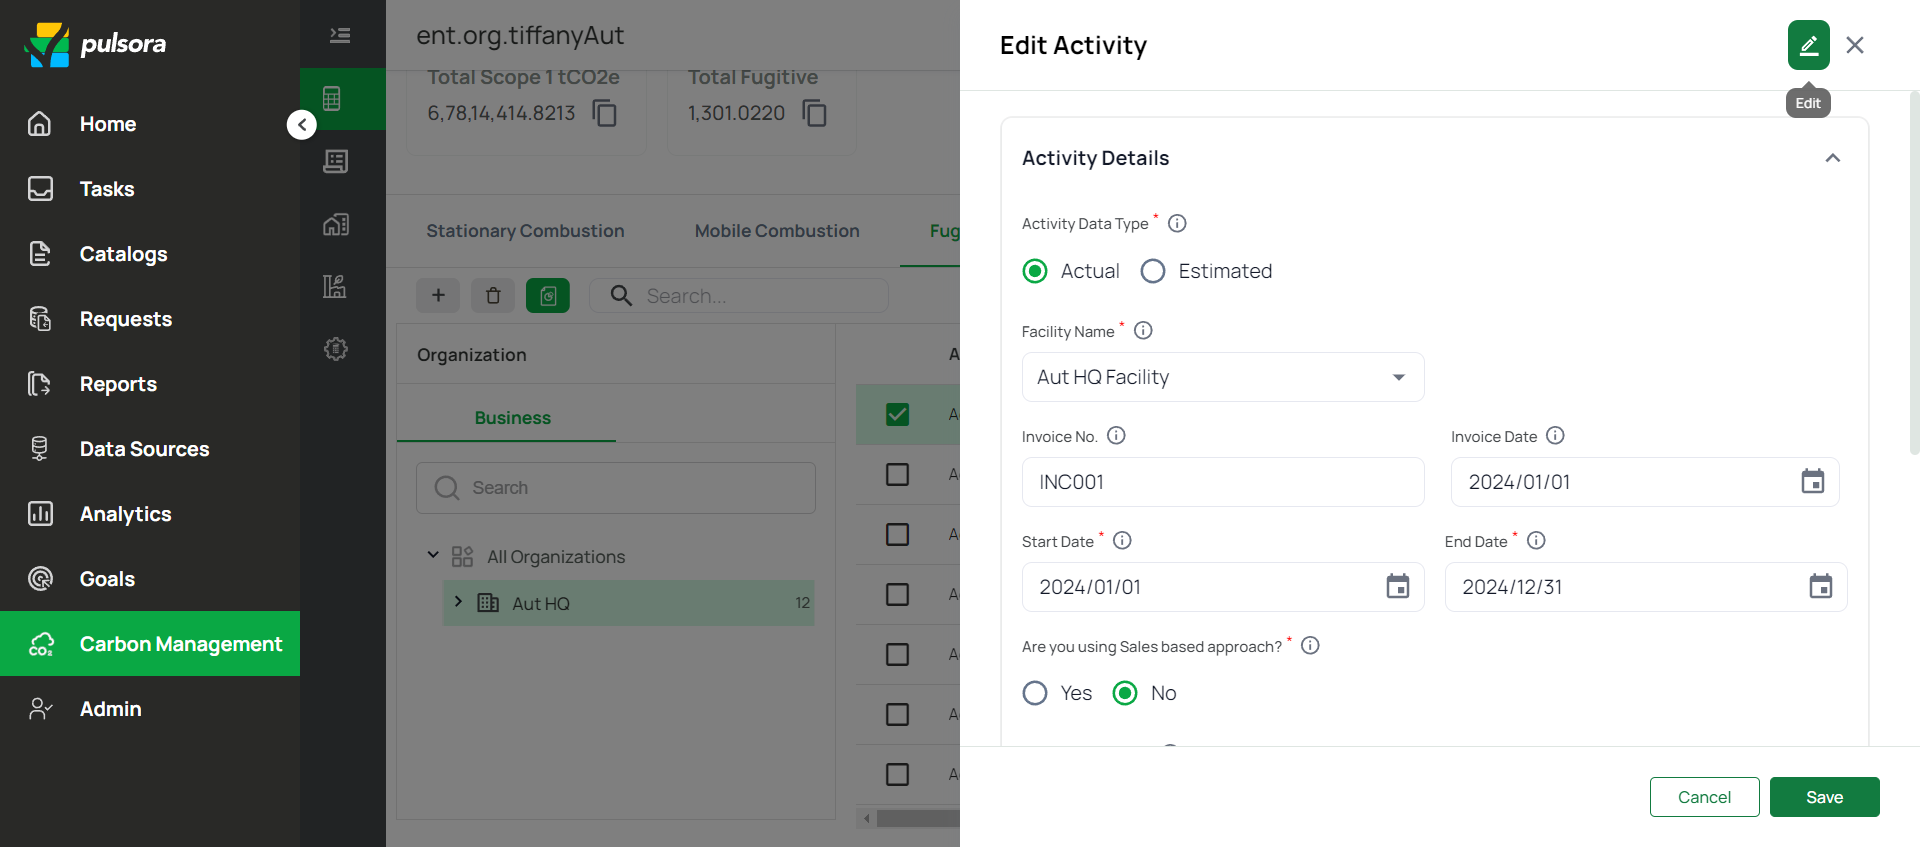 pulsora
Home
Tasks
Catalogs
Requests
Reports
Data Sources
Analytics
Goals
CO₂
Carbon Management
Admin
ent.org.tiffanyAut
Total Scope 1 tCO2e
6,78,14,414.8213
Total Fugitive
1,301.0220
Stationary Combustion
Mobile Combustion
Fug
Search...
Organization
Business
Search
All Organizations
Aut HQ
12
A
A
A
A
A
A
A
A
Edit Activity
Edit
Activity Details
Activity Data Type *
Actual
Estimated
Facility Name *
Aut HQ Facility
Invoice No.
Invoice Date
INC001
2024/01/01
Start Date *
End Date *
2024/01/01
2024/12/31
Are you using Sales based approach? *
Yes
No
Cancel
Save